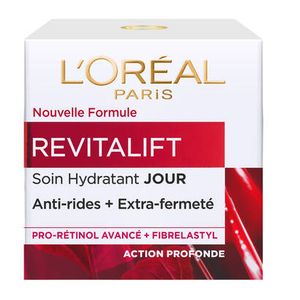 L'ORÉAL
PARIS
Nouvelle Formule
REVITALIFT
Soin Hydratant JOUR
Anti-rides + Extra-fermeté
PRO-RÉTINOL AVANCÉ + FIBRELASTYL
ACTION PROFONDE